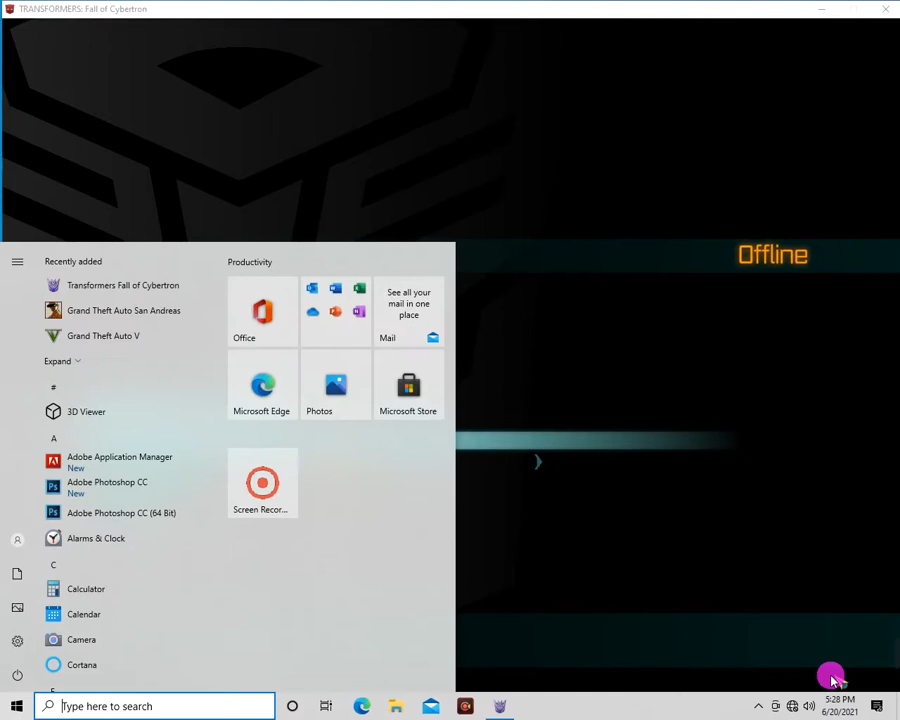 TRANSFORMERS: Fall of Cybertron
Offline
Recently added
Transformers Fall of Cybertron
Grand Theft Auto San Andreas
Grand Theft Auto V
Expand
#
3D Viewer
A
Adobe Application Manager
New
Adobe Photoshop CC
New
Adobe Photoshop CC (64 Bit)
Alarms & Clock
C
Calculator
Calendar
Camera
Cortana
Productivity
Office
See all your
mail in one
place
Mail
Microsoft Edge
Photos
Microsoft Store
Screen Recor...
Type here to search
5:28 PM
6/20/2021